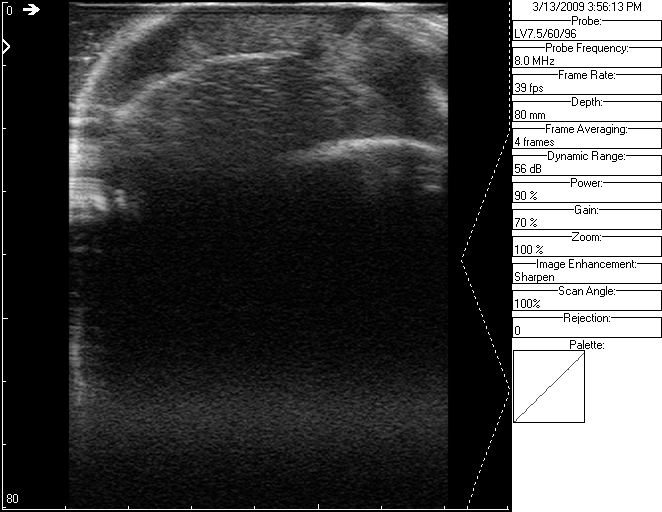 0
80
3/13/2009 3:56:13 PM
Probe:
LV7.5/60/96
Probe Frequency:
8.0 MHz
Frame Rate:
39 fps
Depth:
80 mm
Frame Averaging:
4 frames
Dynamic Range:
56 dB
Power:
90 %
Gain:
70 %
Zoom:
100 %
Image Enhancement:
Sharpen
Scan Angle:
100%
Rejection:
0
Palette: